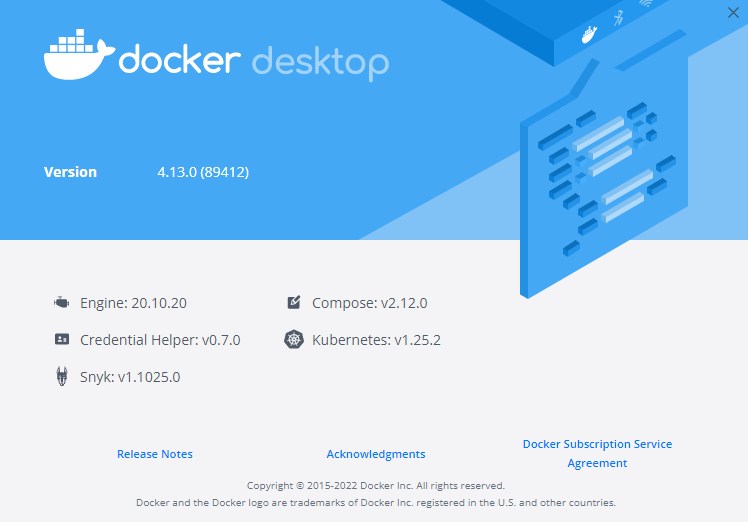 docker desktop
Version 4.13.0 (89412)
Engine: 20.10.20
Compose: v2.12.0
Credential Helper: v0.7.0
Kubernetes: v1.25.2
Snyk: v1.1025.0
Release Notes
Acknowledgments
Docker Subscription Service
Agreement
Copyright © 2015-2022 Docker Inc. All rights reserved.
Docker and the Docker logo are trademarks of Docker Inc. registered in the U.S. and other countries.